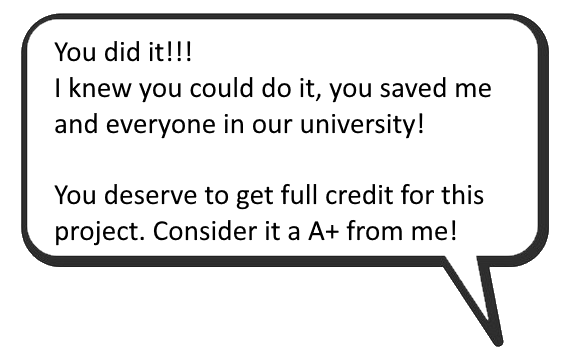 You did it!!!
I knew you could do it, you saved me
and everyone in our university!
You deserve to get full credit for this
project. Consider it a A+ from me!